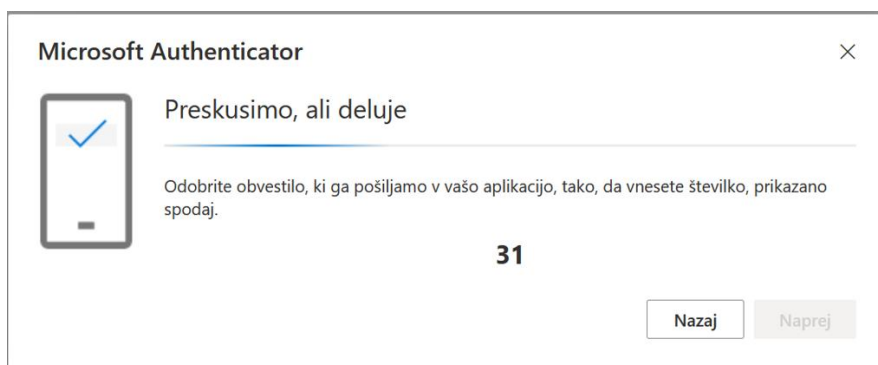 Microsoft Authenticator
Preskusimo, ali deluje
Odobrite obvestilo, ki ga pošiljamo v vašo aplikacijo, tako, da vnesete številko, prikazano
spodaj.
31
Nazaj
Naprej